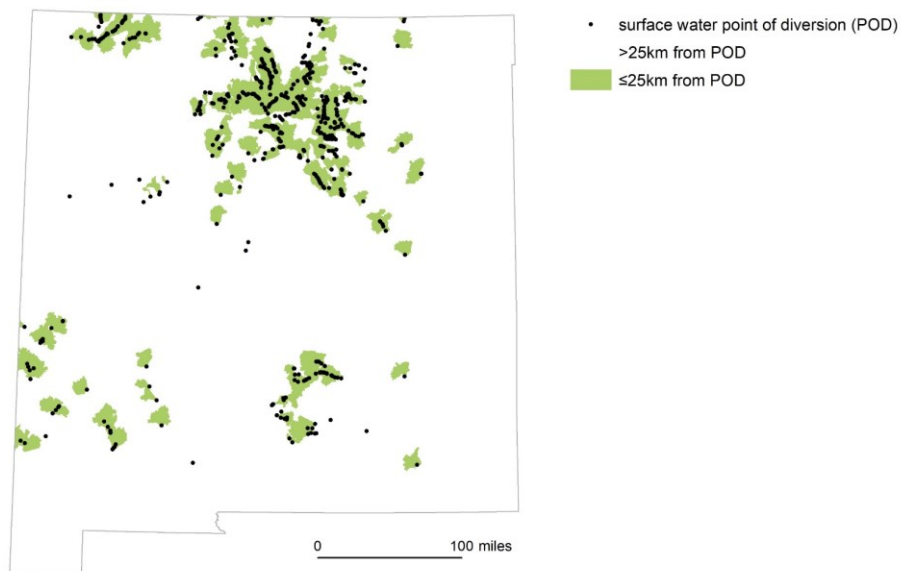 surface water point of diversion (POD)
>25km from POD
≤25km from POD
0 100 miles